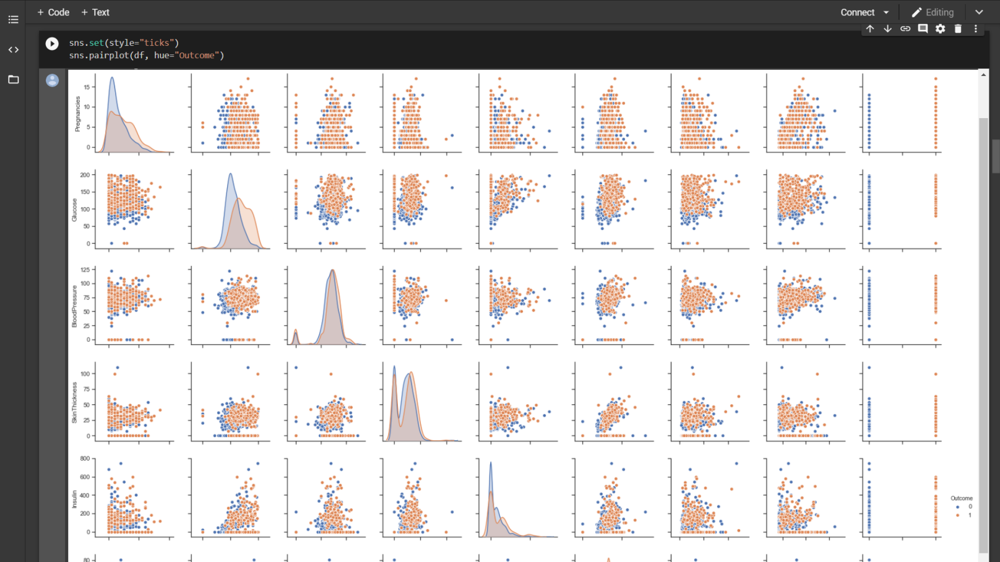 + Code + Text
Connect Editing
sns.set(style="ticks")
sns.pairplot(df, hue="Outcome")
15
10
5
0
Pregnancies
200
150
100
50
0
Glucose
125
100
75
50
25
0
BloodPressure
100
75
50
25
0
SkinThickness
800
600
400
200
0
Insulin
Outcome
0
1
80